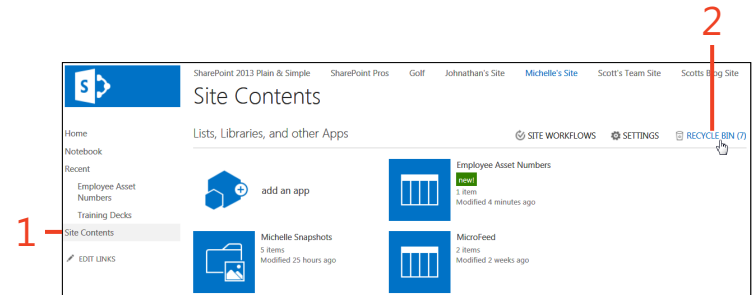 2
S
SharePoint 2013 Plain & Simple SharePoint Pros Golf Johnathan's Site Michelle's Site Scott's Team Site Scotts Blog Site
Site Contents
Home
Notebook
Recent
Employee Asset
Numbers
Training Decks
1
Site Contents
EDIT LINKS
Lists, Libraries, and other Apps
SITE WORKFLOWS SETTINGS RECYCLE BIN (7)
add an app
Employee Asset Numbers
new!
1 item
Modified 4 minutes ago
Michelle Snapshots
5 items
Modified 25 hours ago
MicroFeed
2 items
Modified 2 weeks ago